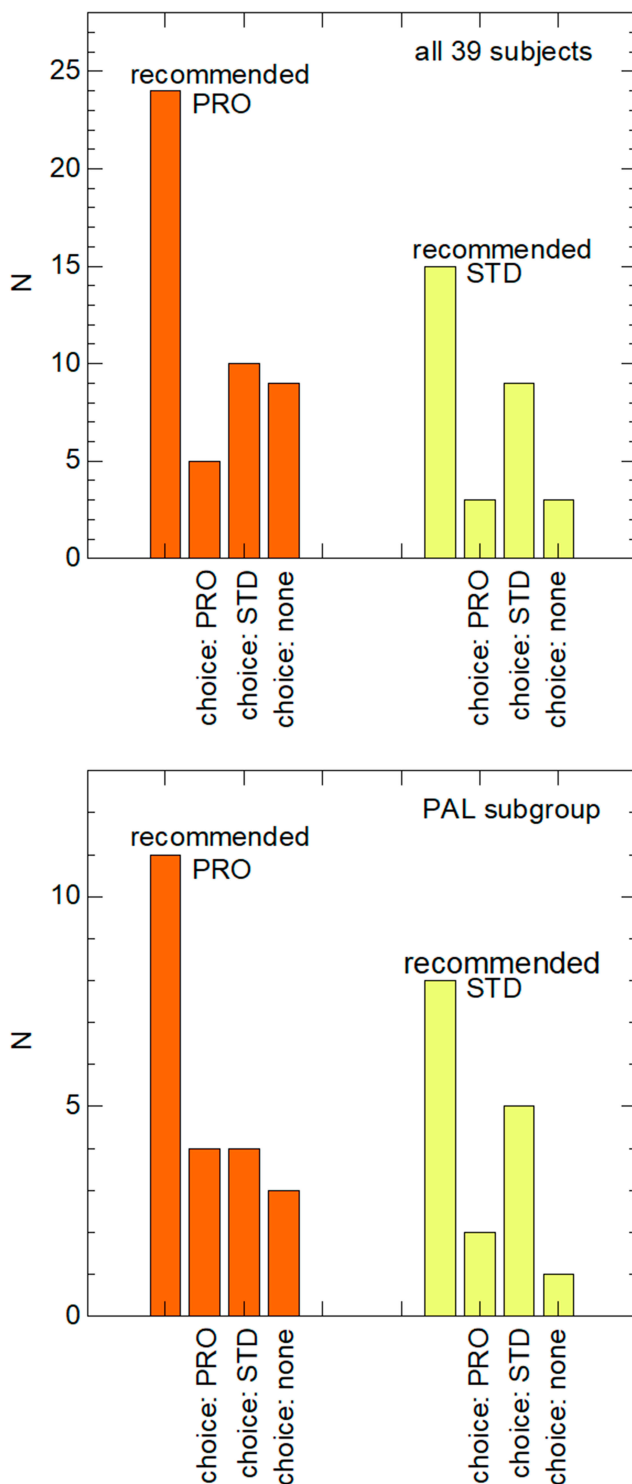 all 39 subjects
recommended
PRO
recommended
STD
25
20
15
10
5
0
N
choice: PRO
choice: STD
choice: none
choice: PRO
choice: STD
choice: none
PAL subgroup
recommended
PRO
recommended
STD
10
5
0
N
choice: PRO
choice: STD
choice: none
choice: PRO
choice: STD
choice: none